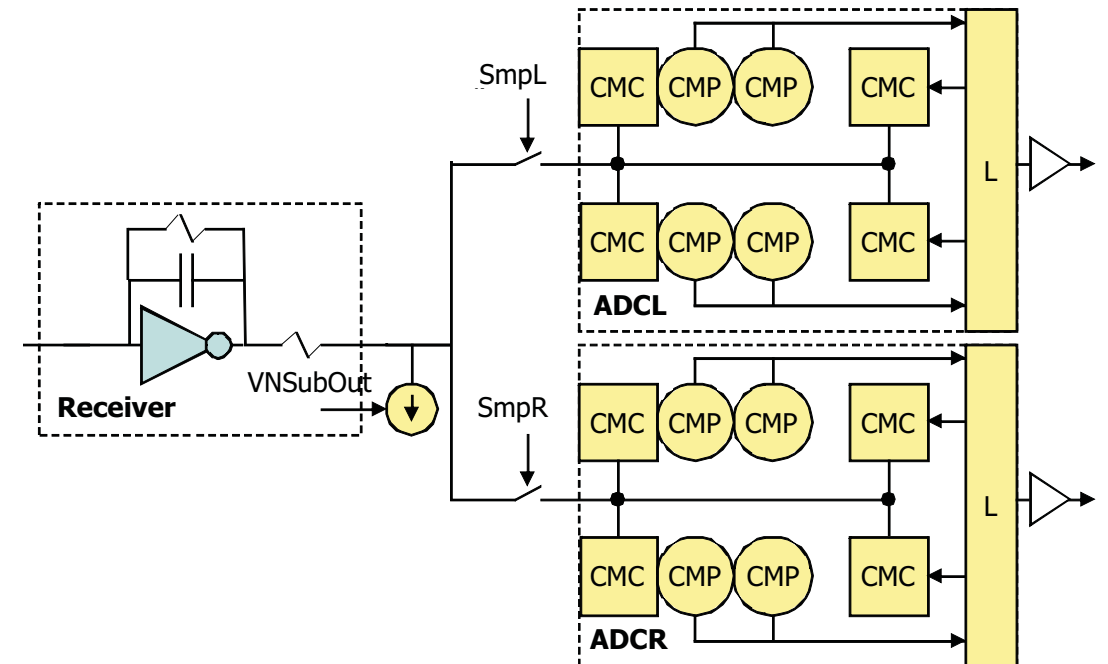 SmpL
CMC CMP CMP CMC
L
CMC CMP CMP CMC
ADCL
VNSubOut
Receiver
SmpR
CMC CMP CMP CMC
L
CMC CMP CMP CMC
ADCR